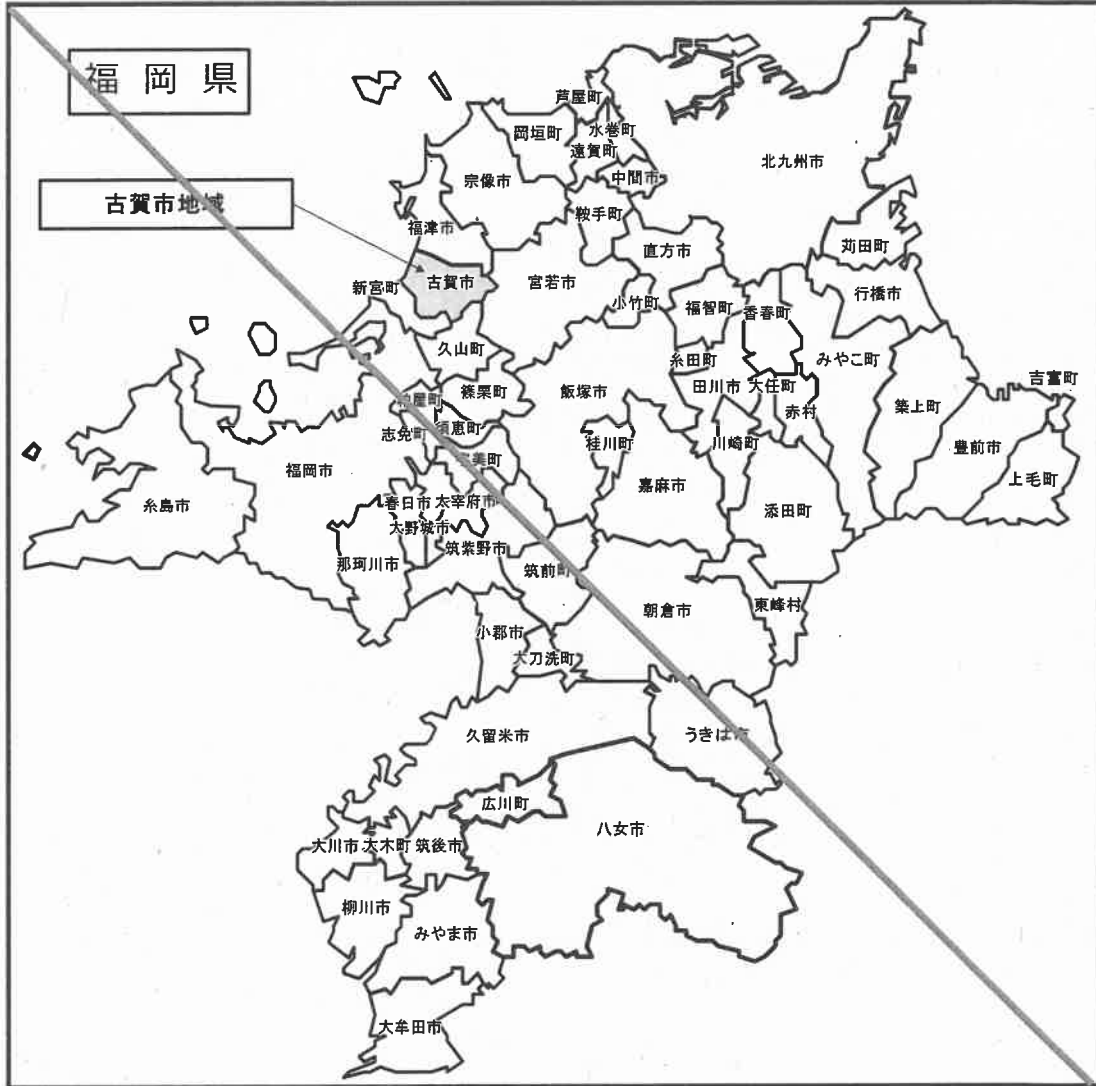 福岡県
芦屋町
岡垣町
水巻町
遠賀町
北九州市
宗像市
中間市
古賀市地域
鞍手町
福津市
直方市
苅田町
古賀市
宮若市
新宮町
小竹町
福智町
香春町
行橋市
久山町
糸田町
みやこ町
篠栗町
飯塚市
田川市
大任町
吉富町
粕屋町
赤村
築上町
須恵町
志免町
桂川町
川崎町
豊前市
福岡市
宇美町
嘉麻市
上毛町
糸島市
春日市
太宰府市
添田町
大野城市
筑紫野市
那珂川市
筑前町
朝倉市
東峰村
小郡市
大刀洗町
久留米市
うきは市
広川町
八女市
大川市
大木町
筑後市
柳川市
みやま市
大牟田市